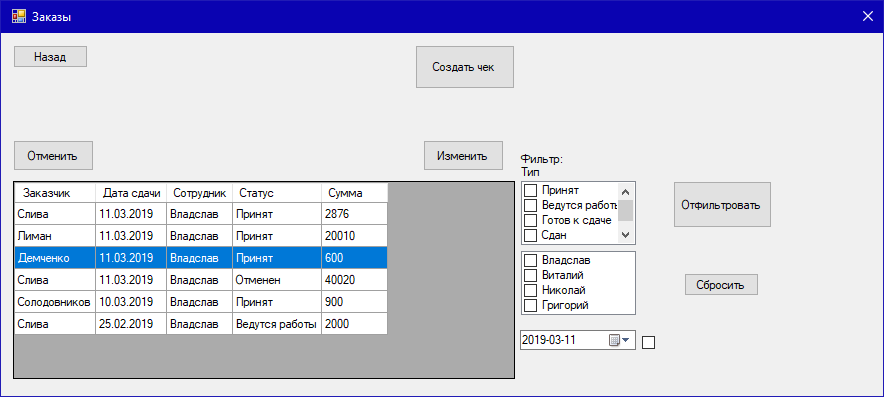 Заказы
Назад
Создать чек
Отменить
Изменить
Фильтр:
Тип
Заказчик Дата сдачи Сотрудник Статус Сумма
Слива 11.03.2019 Владслав Принят 2876
Лиман 11.03.2019 Владслав Принят 20010
Демченко 11.03.2019 Владслав Принят 600
Слива 11.03.2019 Владслав Отменен 40020
Солодовников 10.03.2019 Владслав Принят 900
Слива 25.02.2019 Владслав Ведутся работы 2000
Принят
Ведутся работы
Готов к сдаче
Сдан
Отфильтровать
Владслав
Виталий
Николай
Григорий
Сбросить
2019-03-11